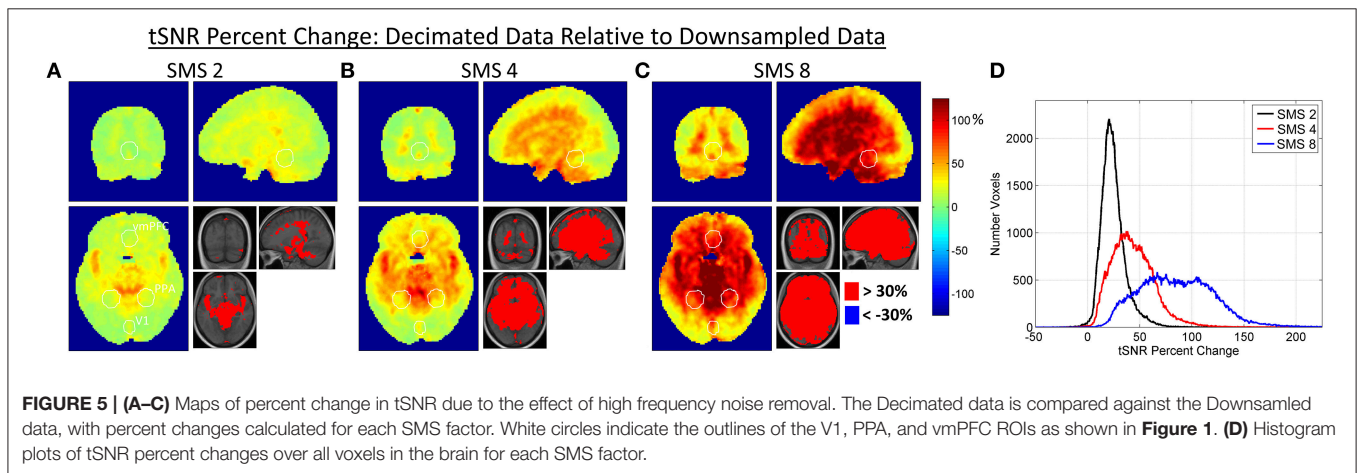 tSNR Percent Change: Decimated Data Relative to Downsampled Data
A SMS 2
B SMS 4
C SMS 8
D
vmPFC
PPA
V1
100 %
50
0
-50
-100
> 30%
< -30%
SMS 2
SMS 4
SMS 8
Number Voxels
2000
1500
1000
500
0
-50 0 50 100 150 200
tSNR Percent Change
FIGURE 5 | (A–C) Maps of percent change in tSNR due to the effect of high frequency noise removal. The Decimated data is compared against the Downsamled
data, with percent changes calculated for each SMS factor. White circles indicate the outlines of the V1, PPA, and vmPFC ROIs as shown in Figure 1. (D) Histogram
plots of tSNR percent changes over all voxels in the brain for each SMS factor.